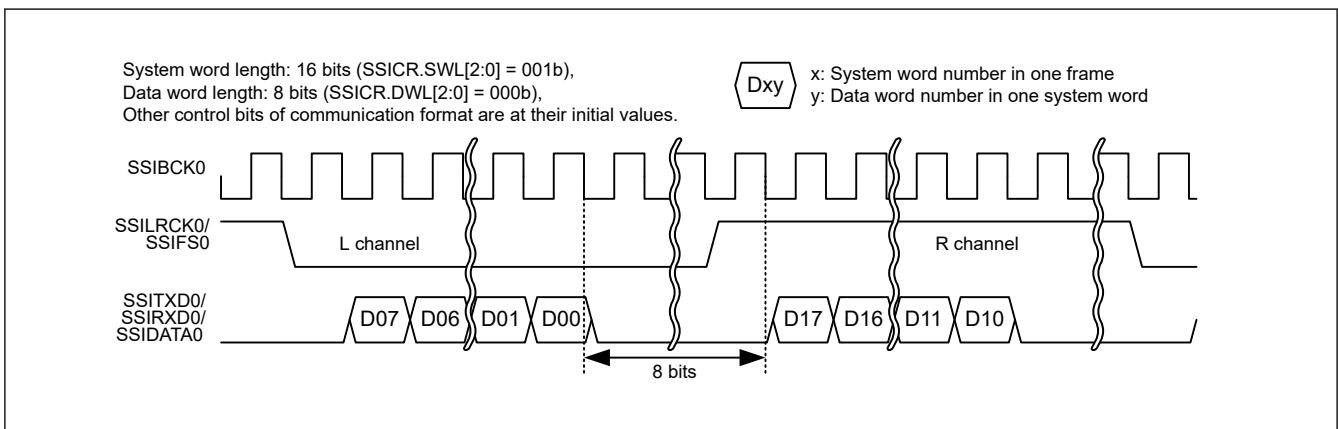 System word length: 16 bits (SSICR.SWL[2:0] = 001b),
Data word length: 8 bits (SSICR.DWL[2:0] = 000b),
Other control bits of communication format are at their initial values.
Dxy
x: System word number in one frame
y: Data word number in one system word
SSIBCK0
SSILRCK0/
SSIFS0
L channel
R channel
SSITXD0/
SSIRXD0/
SSIDATA0
D07 D06 D01 D00 D17 D16 D11 D10
8 bits